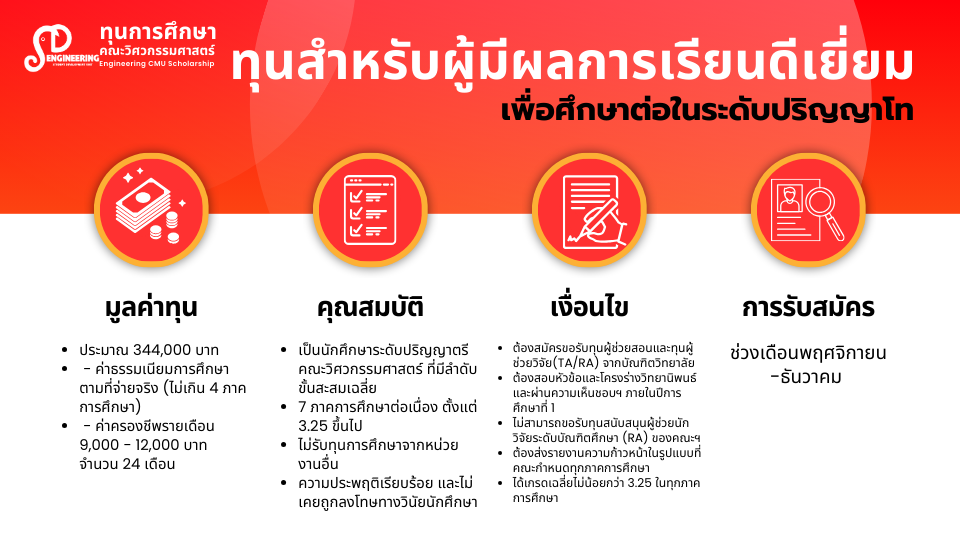 ทุนการศึกษา
คณะวิศวกรรมศาสตร์
Engineering CMU Scholarship
SD
ENGINEERING
ทุนสำหรับผู้มีผลการเรียนดีเยี่ยม
เพื่อศึกษาต่อในระดับปริญญาโท
มูลค่าทุน
• ประมาณ 344,000 บาท
• - ค่าธรรมเนียมการศึกษา
ตามที่จ่ายจริง (ไม่เกิน 4 ภาค
การศึกษา)
• - ค่าครองชีพรายเดือน
9,000 - 12,000 บาท
จำนวน 24 เดือน
คุณสมบัติ
• เป็นนักศึกษาระดับปริญญาตรี
คณะวิศวกรรมศาสตร์ ที่มีลำดับ
ขั้นสะสมเฉลี่ย
• 7 ภาคการศึกษาต่อเนื่อง ตั้งแต่
3.25 ขึ้นไป
• ไม่รับทุนการศึกษาจากหน่วย
งานอื่น
• ความประพฤติเรียบร้อย และไม่
เคยถูกลงโทษทางวินัยนักศึกษา
เงื่อนไข
• ต้องสมัครขอรับทุนผู้ช่วยสอนและทุนผู้
ช่วยวิจัย(TA/RA) จากบัณฑิตวิทยาลัย
• ต้องสอบหัวข้อและโครงร่างวิทยานิพนธ์
และผ่านความเห็นชอบฯ ภายในปีการ
ศึกษาที่ 1
• ไม่สามารถขอรับทุนสนับสนุนผู้ช่วยนัก
วิจัยระดับบัณฑิตศึกษา (RA) ของคณะฯ
• ต้องส่งรายงานความก้าวหน้าในรูปแบบที่
คณะกำหนดทุกภาคการศึกษา
• ได้เกรดเฉลี่ยไม่น้อยกว่า 3.25 ในทุกภาค
การศึกษา
การรับสมัคร
ช่วงเดือนพฤศจิกายน
-ธันวาคม